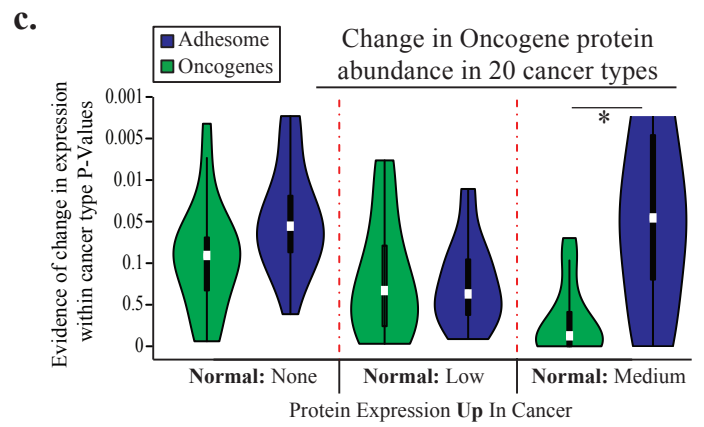 c.
Adhesome
Oncogenes
Change in Oncogene protein
abundance in 20 cancer types
Evidence of change in expression
within cancer type P-Values
0.001
0.005
0.01
0.05
0.1
0.5
0
*
Normal: None
Normal: Low
Normal: Medium
Protein Expression Up In Cancer